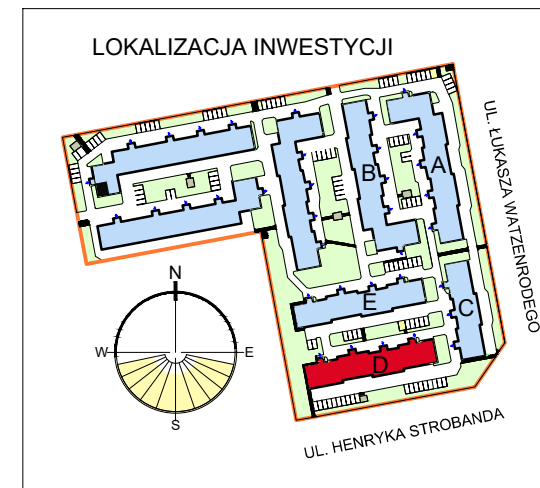 LOKALIZACJA INWESTYCJI
UL. ŁUKASZA WATZENRODEGO
A
B
C
E
D
N
W
E
S
UL. HENRYKA STROBANDA